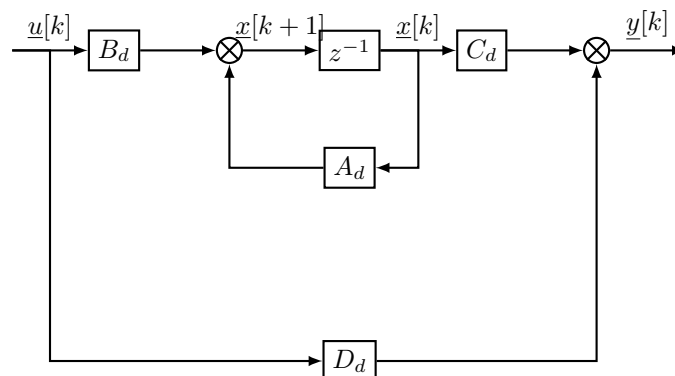 u[k]
x[k + 1]
x[k]
y[k]
B_d
z^{-1}
C_d
A_d
D_d